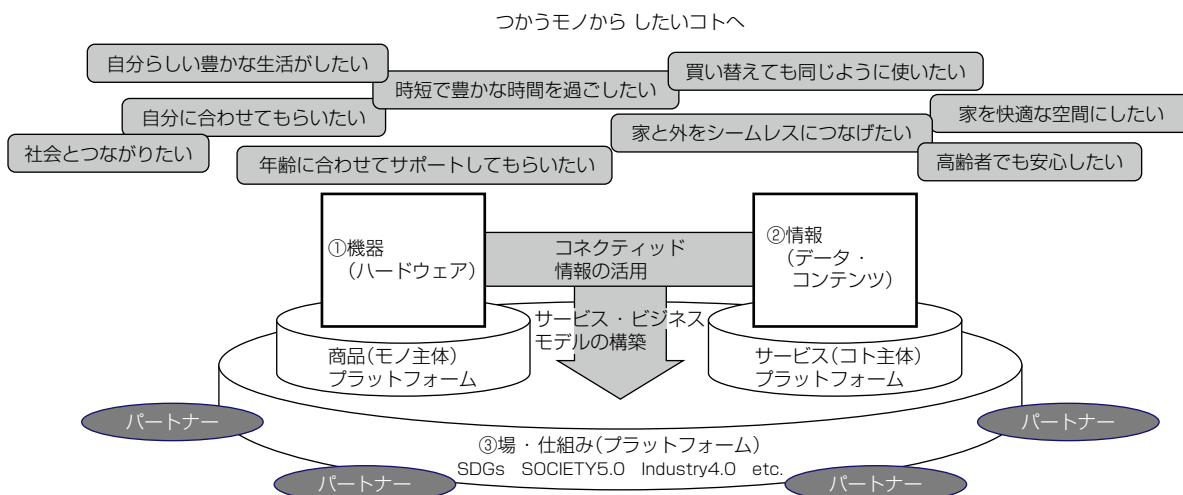 つかうモノから したいコトへ
自分らしい豊かな生活がしたい
買い替えても同じように使いたい
時短で豊かな時間を過ごしたい
自分に合わせてもらいたい
家を快適な空間にしたい
家と外をシームレスにつなげたい
社会とつながりたい
年齢に合わせてサポートしてもらいたい
高齢者でも安心したい
①機器
(ハードウェア)
コネクティッド
情報の活用
②情報
(データ・
コンテンツ)
サービス・ビジネス
モデルの構築
商品(モノ主体)
プラットフォーム
サービス(コト主体)
プラットフォーム
パートナー
パートナー
③場・仕組み(プラットフォーム)
SDGs SOCIETY5.0 Industry4.0 etc.
パートナー
パートナー